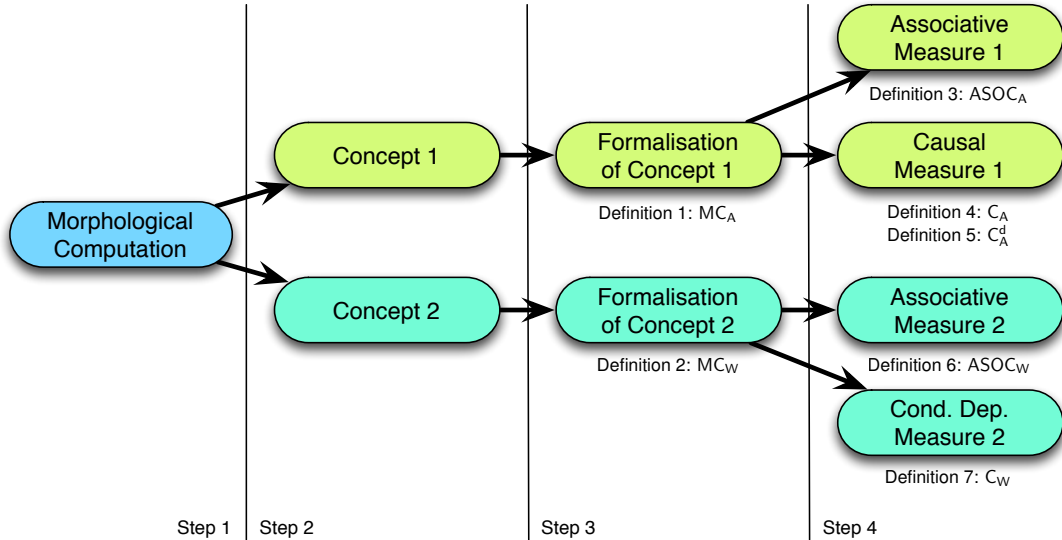 Associative
Measure 1
Definition 3: ASOC_A
Concept 1
Formalisation
of Concept 1
Definition 1: MC_A
Causal
Measure 1
Definition 4: C_A
Definition 5: C_A^d
Morphological
Computation
Concept 2
Formalisation
of Concept 2
Definition 2: MC_W
Associative
Measure 2
Definition 6: ASOC_W
Cond. Dep.
Measure 2
Definition 7: C_W
Step 1
Step 2
Step 3
Step 4